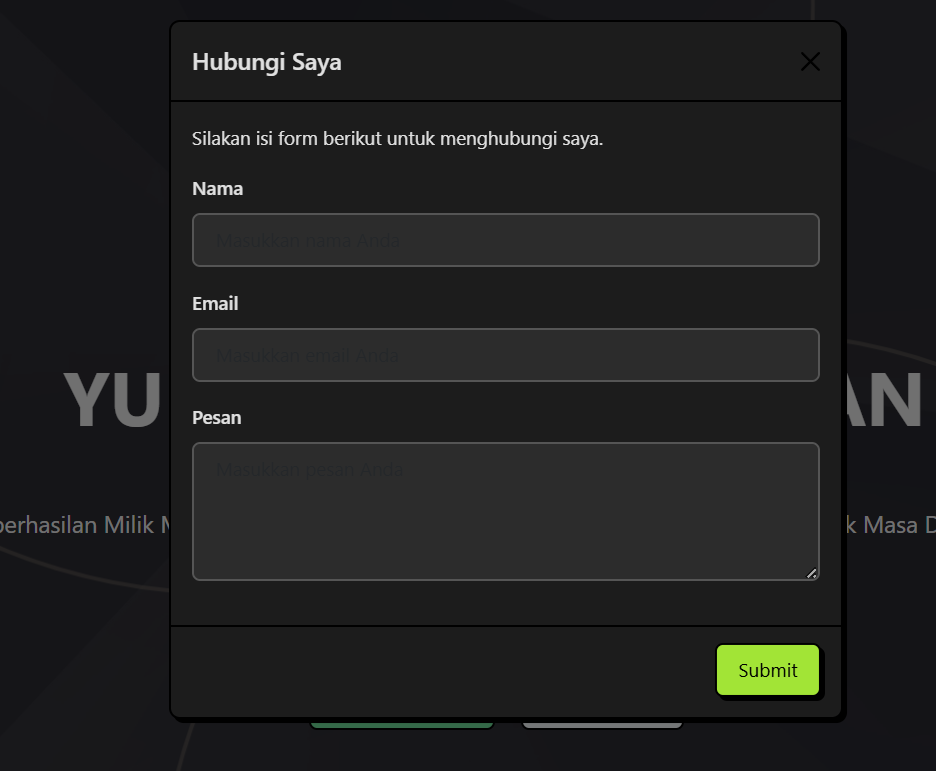 Hubungi Saya
Silakan isi form berikut untuk menghubungi saya.
Nama
Masukkan nama Anda
Email
Masukkan email Anda
Pesan
Masukkan pesan Anda
YU AN
berhasilan Milik M k Masa D
Submit